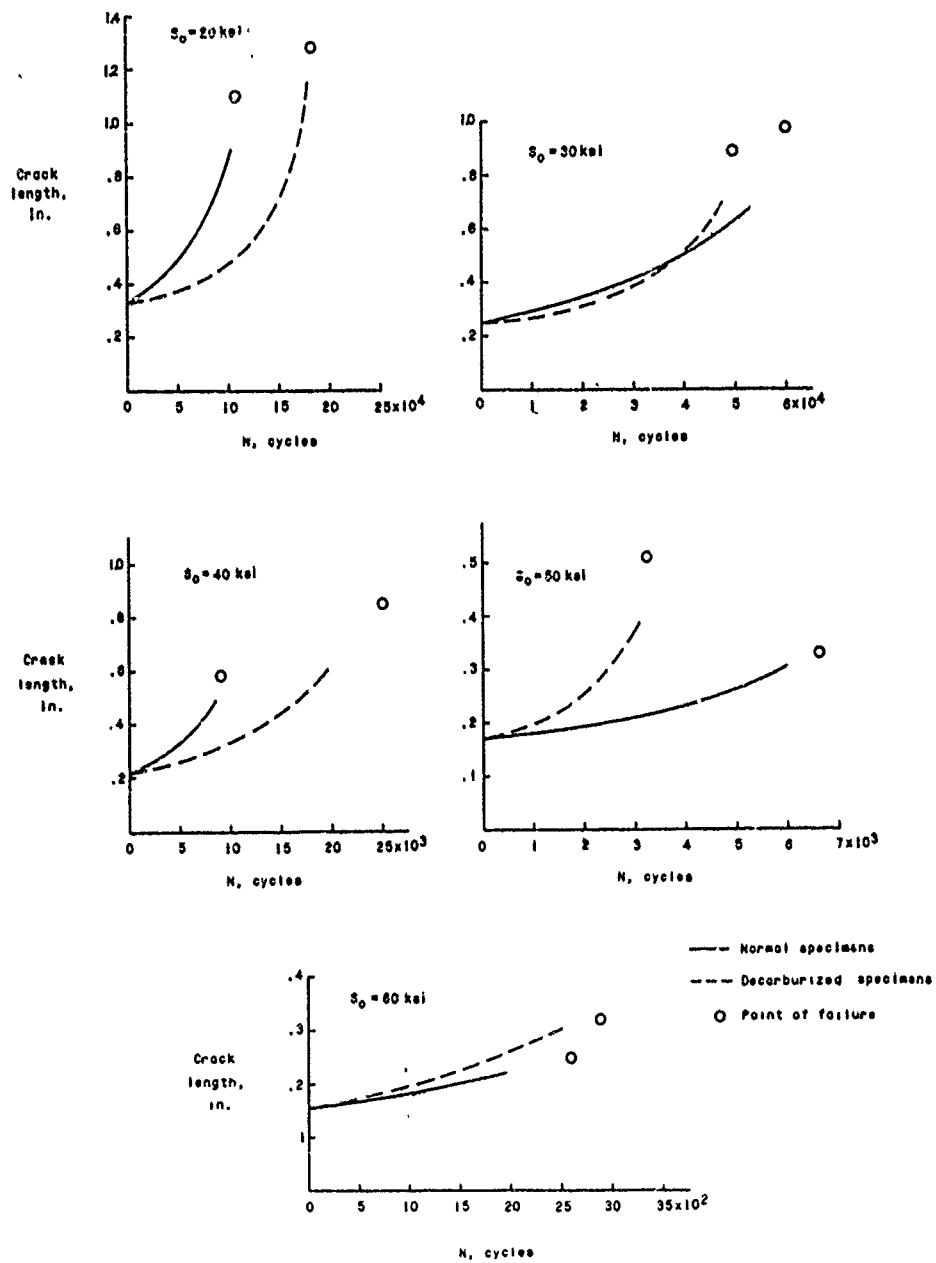 S₀ = 20 ksi
1.4
1.2
1.0
.8
.6
.4
.2
Crack
length,
in.
0 5 10 15 20 25x10⁴
N, cycles
S₀ = 30 ksi
1.0
.8
.6
.4
.2
0 1 2 3 4 5 6x10⁴
N, cycles
S₀ = 40 ksi
1.0
.8
.6
.4
.2
Crack
length,
in.
0 5 10 15 20 25x10³
N, cycles
S₀ = 50 ksi
.5
.4
.3
.2
.1
0 1 2 3 4 5 6 7x10³
N, cycles
Normal specimens
Decarburized specimens
Point of failure
S₀ = 60 ksi
.4
.3
.2
.1
Crack
length,
in.
0 5 10 15 20 25 30 35x10²
N, cycles